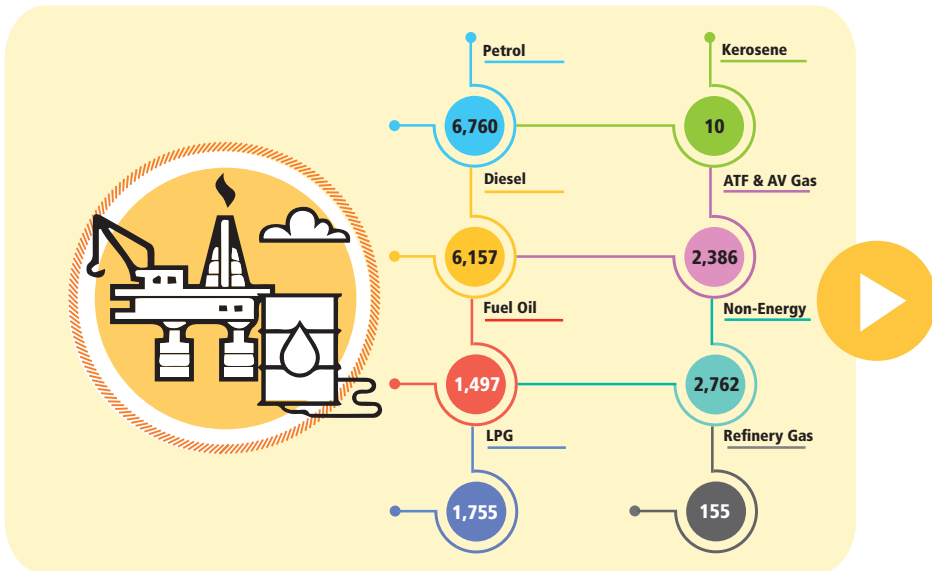 Petrol
6,760
Kerosene
10
Diesel
6,157
ATF & AV Gas
2,386
Fuel Oil
1,497
Non-Energy
2,762
LPG
1,755
Refinery Gas
155